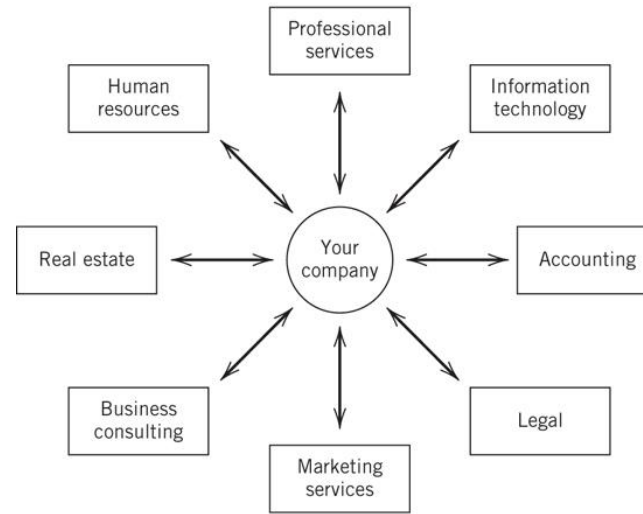 Professional
services
Human
resources
Information
technology
Real estate
Your
company
Accounting
Business
consulting
Legal
Marketing
services